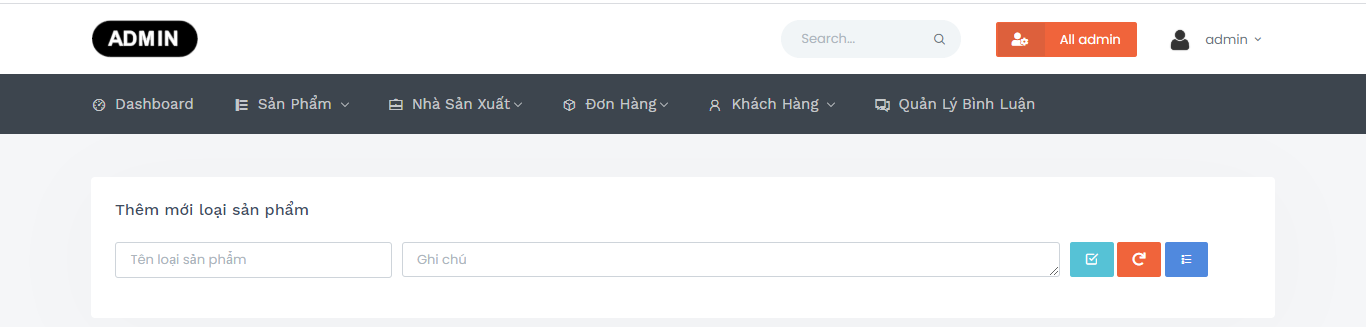 ADMIN
Search...
All admin
admin
Dashboard
Sản Phẩm
Nhà Sản Xuất
Đơn Hàng
Khách Hàng
Quản Lý Bình Luận
Thêm mới loại sản phẩm
Tên loại sản phẩm
Ghi chú